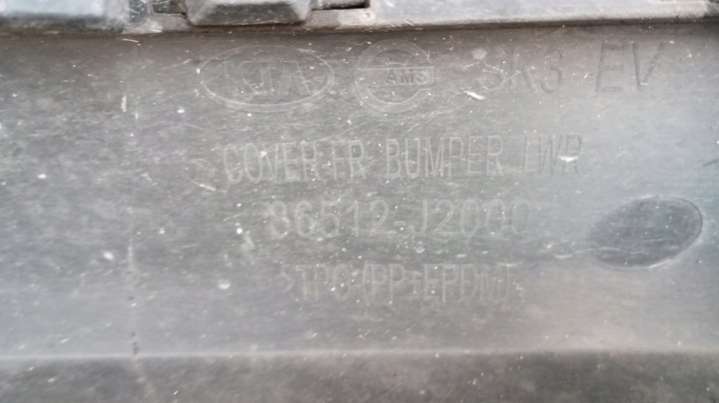 KIA AMS SK3 EV
COVER FR BUMPER LWR
86512-J2000
>TPO(PP+EPDM)<